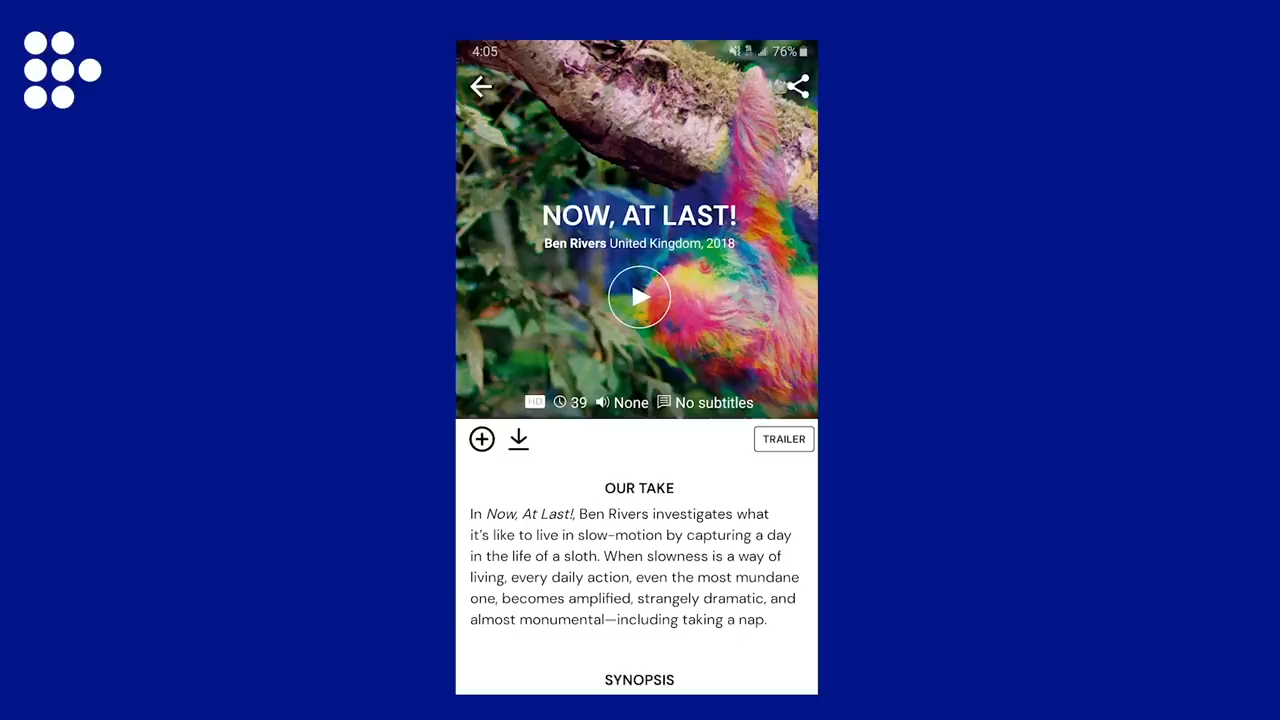 4:05
76%
NOW, AT LAST!
Ben Rivers United Kingdom, 2018
HD 39 None No subtitles
TRAILER
OUR TAKE
In Now, At Last!, Ben Rivers investigates what
it's like to live in slow-motion by capturing a day
in the life of a sloth. When slowness is a way of
living, every daily action, even the most mundane
one, becomes amplified, strangely dramatic, and
almost monumental—including taking a nap.
SYNOPSIS